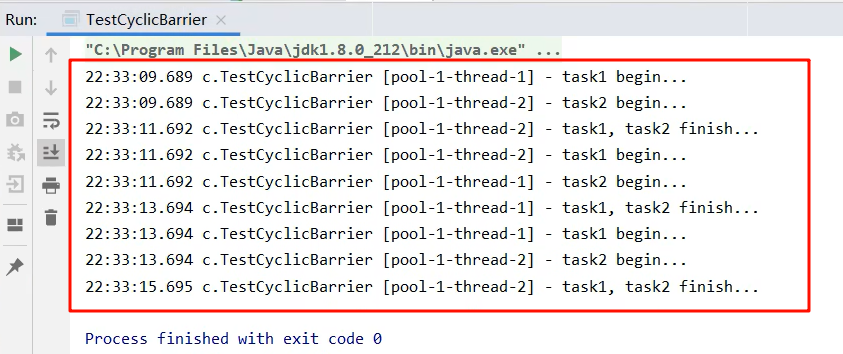 Run: TestCyclicBarrier
"C:\Program Files\Java\jdk1.8.0_212\bin\java.exe" ...
22:33:09.689 c.TestCyclicBarrier [pool-1-thread-1] - task1 begin...
22:33:09.689 c.TestCyclicBarrier [pool-1-thread-2] - task2 begin...
22:33:11.692 c.TestCyclicBarrier [pool-1-thread-2] - task1, task2 finish...
22:33:11.692 c.TestCyclicBarrier [pool-1-thread-2] - task1 begin...
22:33:11.692 c.TestCyclicBarrier [pool-1-thread-1] - task2 begin...
22:33:13.694 c.TestCyclicBarrier [pool-1-thread-1] - task1, task2 finish...
22:33:13.694 c.TestCyclicBarrier [pool-1-thread-1] - task1 begin...
22:33:13.694 c.TestCyclicBarrier [pool-1-thread-2] - task2 begin...
22:33:15.695 c.TestCyclicBarrier [pool-1-thread-2] - task1, task2 finish...
Process finished with exit code 0